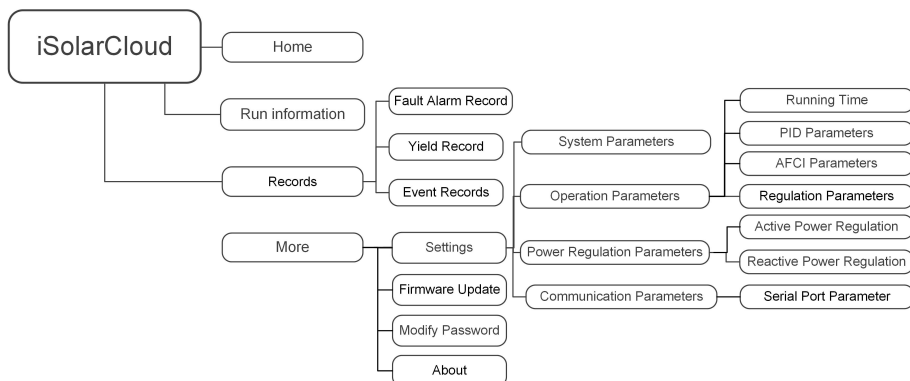 iSolarCloud
Home
Run information
Records
Fault Alarm Record
Yield Record
Event Records
More
Settings
Firmware Update
Modify Password
About
System Parameters
Operation Parameters
Power Regulation Parameters
Communication Parameters
Running Time
PID Parameters
AFCI Parameters
Regulation Parameters
Active Power Regulation
Reactive Power Regulation
Serial Port Parameter